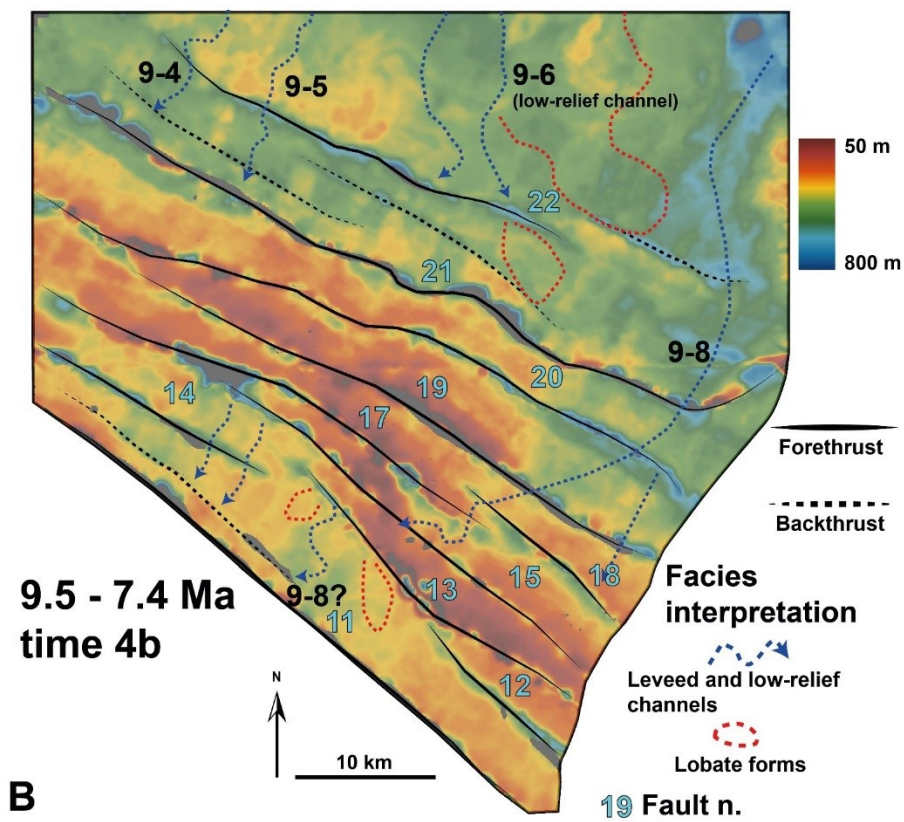 9-4
9-5
9-6
(low-relief channel)
50 m
800 m
22
21
9-8
20
19
14
17
Forethrust
Backthrust
18
15
13
9-8?
11
12
9.5 - 7.4 Ma
time 4b
Facies
interpretation
Leveed and low-relief
channels
Lobate forms
19 Fault n.
N
10 km
B